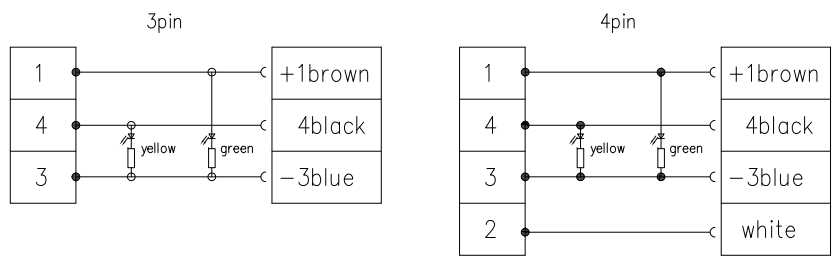 3pin
1
+1brown
4
4black
yellow
green
3
-3blue
4pin
1
+1brown
4
4black
yellow
green
3
-3blue
2
white